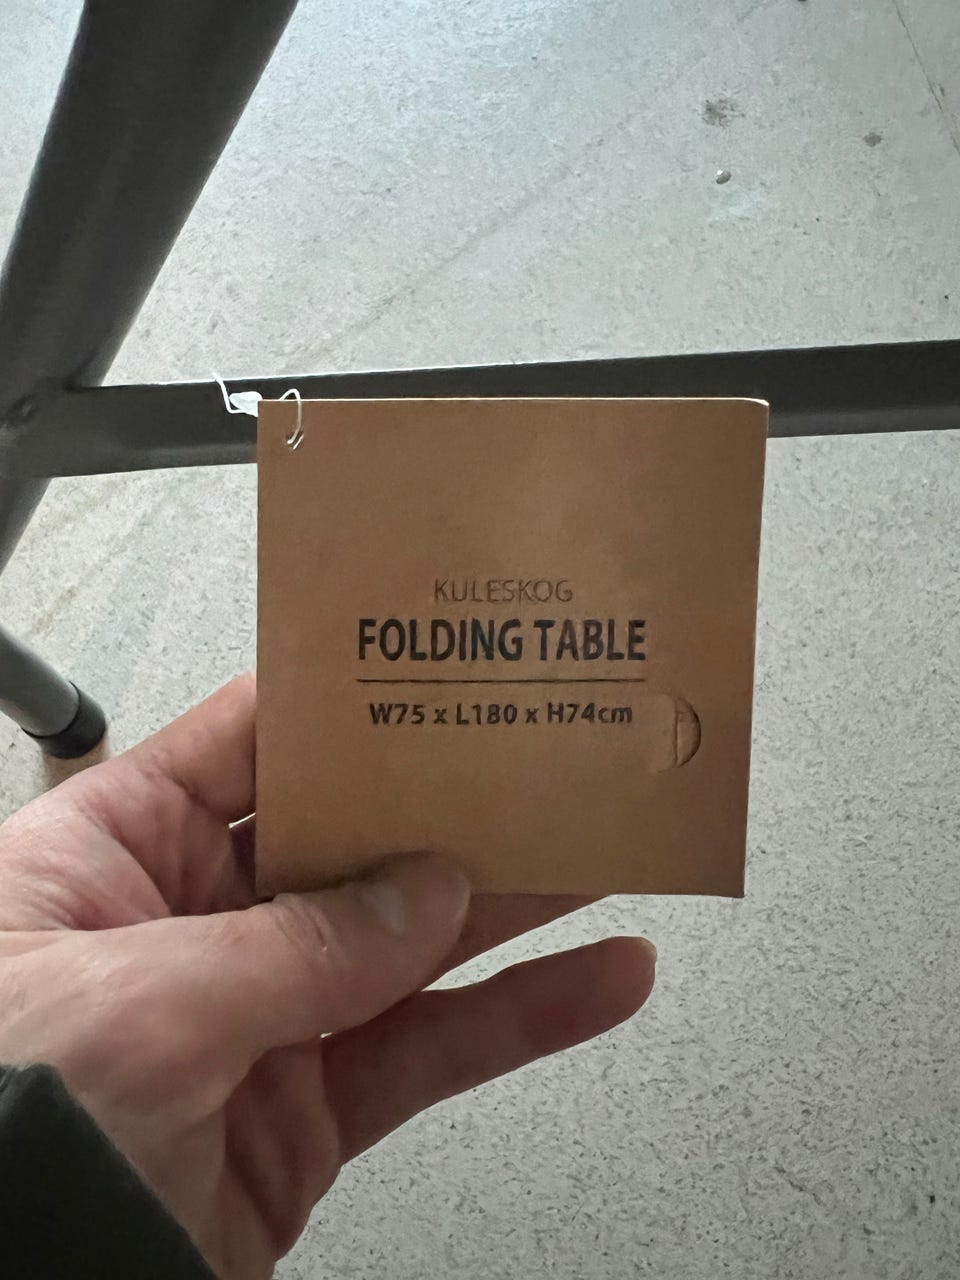 KULESKOG
FOLDING TABLE
W75 x L180 x H74cm